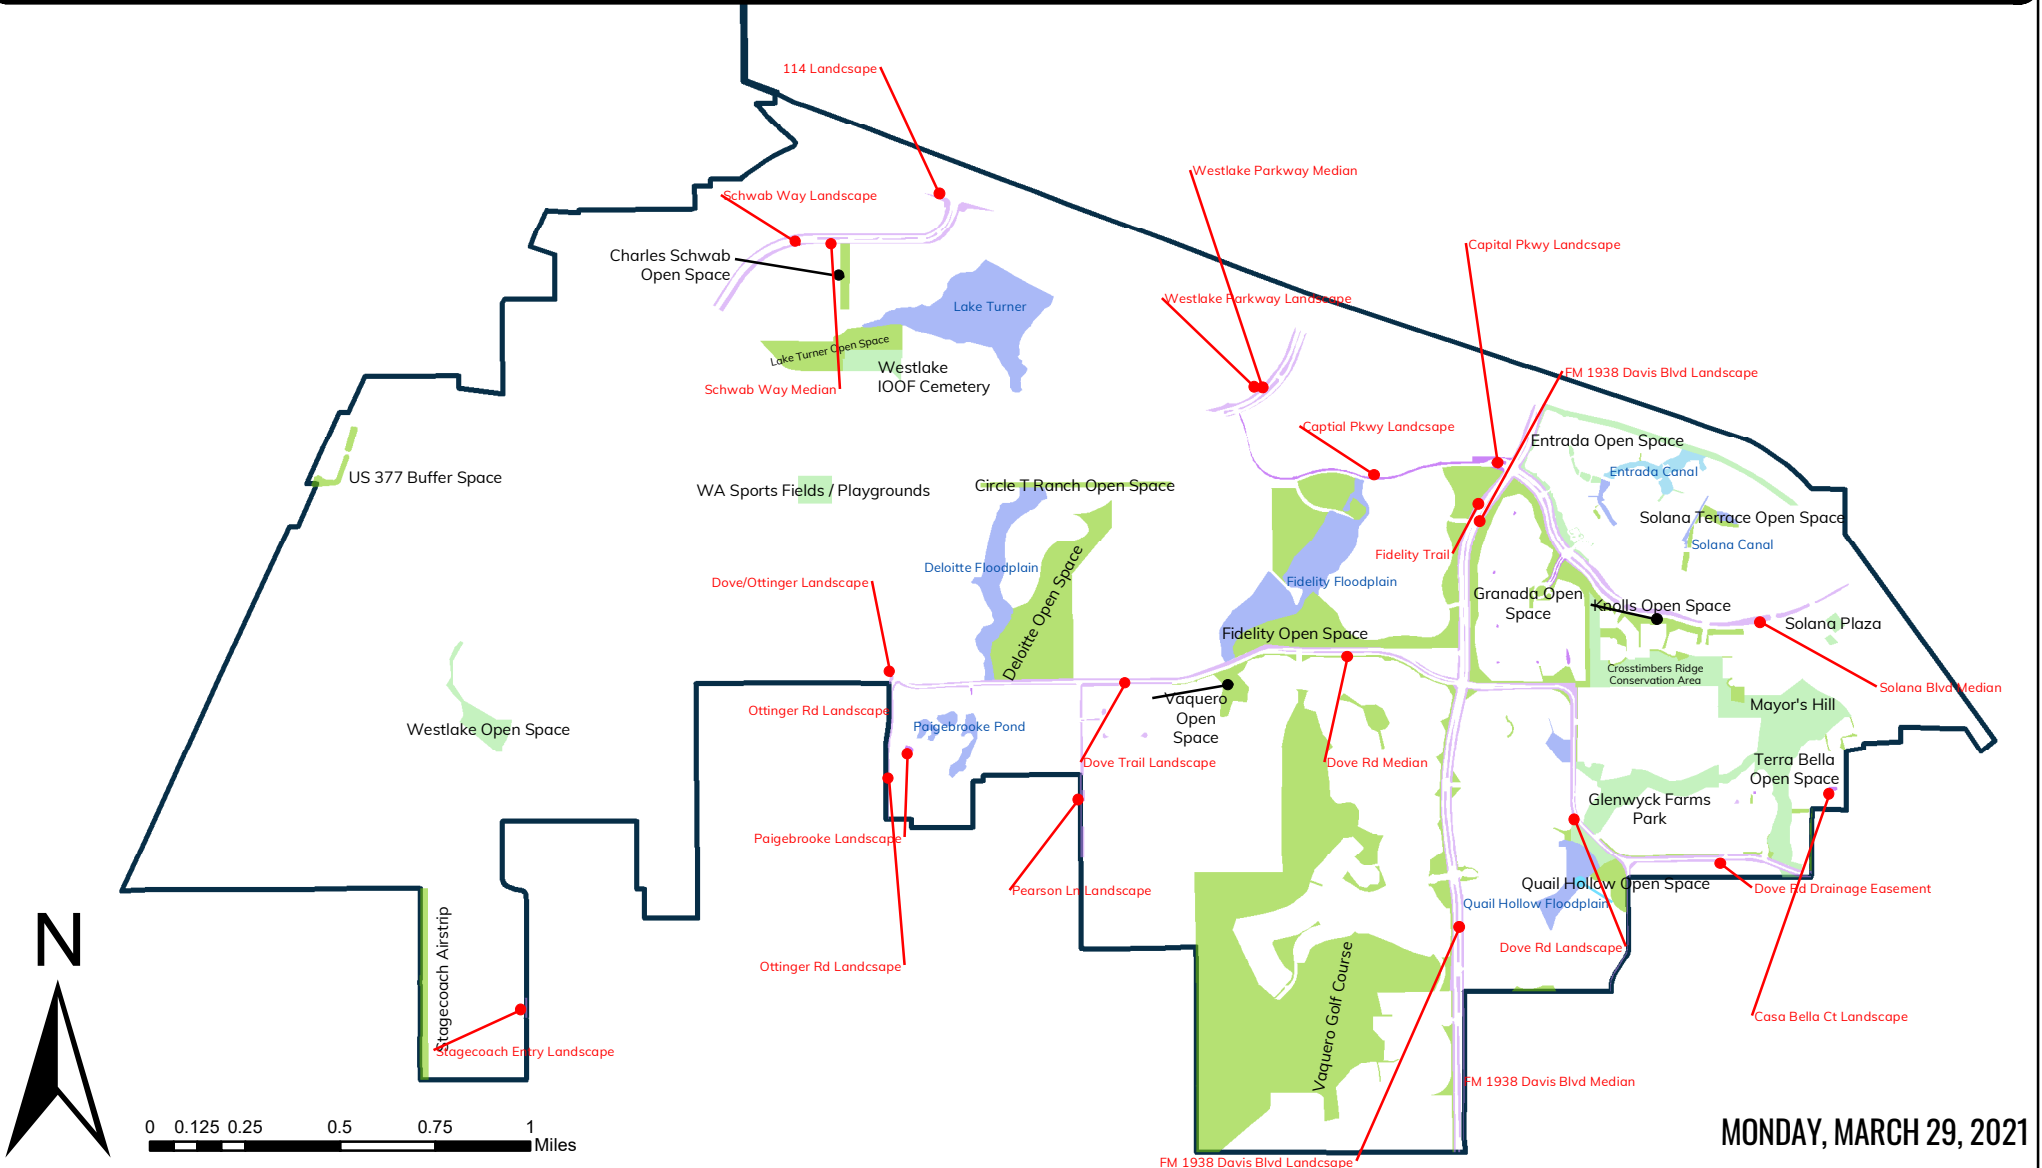 114 Landcsape
Westlake Parkway Median
Schwab Way Landscape
Capital Pkwy Landcsape
Charles Schwab
Open Space
Westlake Parkway Landscape
Lake Turner
Lake Turner Open Space
Westlake
IOOF Cemetery
Schwab Way Median
FM 1938 Davis Blvd Landscape
Captial Pkwy Landcsape
Entrada Open Space
Entrada Canal
US 377 Buffer Space
WA Sports Fields / Playgrounds
Circle T Ranch Open Space
Solana Terrace Open Space
Solana Canal
Fidelity Trail
Deloitte Floodplain
Deloitte Open Space
Dove/Ottinger Landscape
Fidelity Floodplain
Granada Open
Space
Knolls Open Space
Solana Plaza
Fidelity Open Space
Crosstimbers Ridge
Conservation Area
Solana Blvd Median
Vaquero
Open
Space
Mayor's Hill
Ottinger Rd Landscape
Paigebrooke Pond
Westlake Open Space
Dove Trail Landscape
Dove Rd Median
Terra Bella
Open Space
Glenwyck Farms
Park
Paigebrooke Landscape
Pearson Ln Landscape
Quail Hollow Open Space
Dove Rd Drainage Easement
Quail Hollow Floodplain
N
Stagecoach Airstrip
Dove Rd Landscape
Ottinger Rd Landcsape
Vaquero Golf Course
Casa Bella Ct Landscape
Stagecoach Entry Landscape
FM 1938 Davis Blvd Median
0 0.125 0.25 0.5 0.75 1
Miles
MONDAY, MARCH 29, 2021
FM 1938 Davis Blvd Landcsape